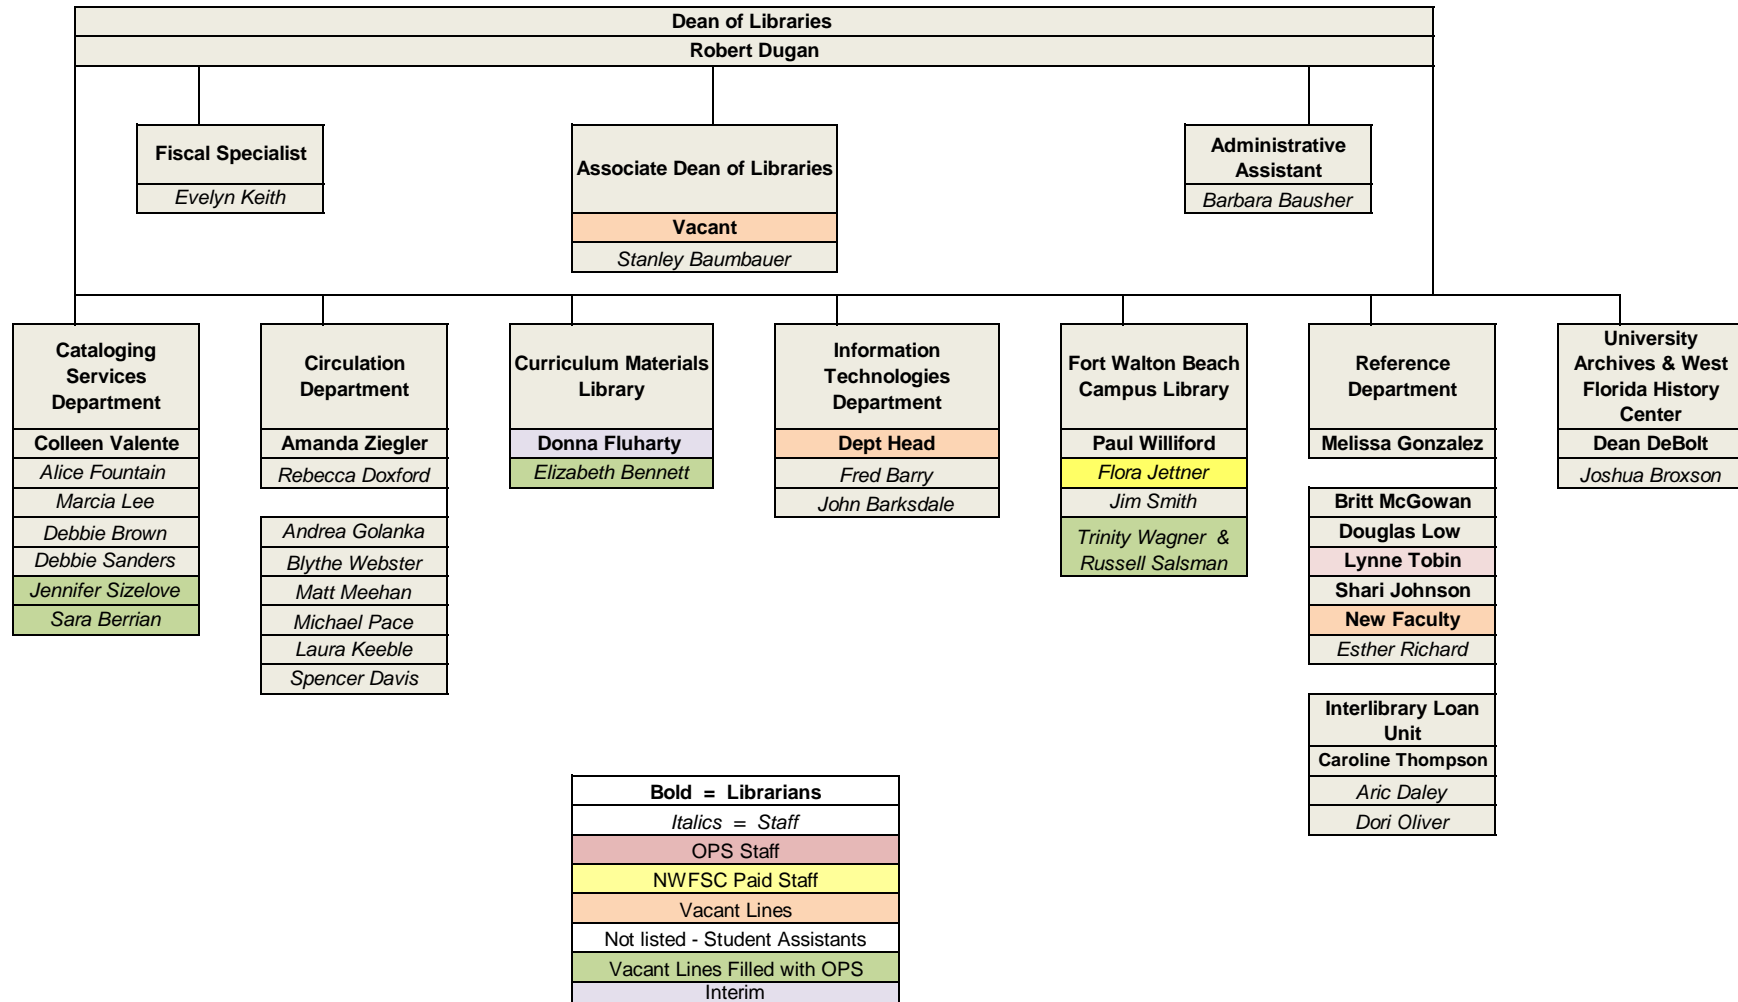 Dean of Libraries
Robert Dugan
Fiscal Specialist
Evelyn Keith
Associate Dean of Libraries
Vacant
Stanley Baumbauer
Administrative
Assistant
Barbara Bausher
Cataloging
Services
Department
Colleen Valente
Alice Fountain
Marcia Lee
Debbie Brown
Debbie Sanders
Jennifer Sizelove
Sara Berrian
Circulation
Department
Amanda Ziegler
Rebecca Doxford
Andrea Golanka
Blythe Webster
Matt Meehan
Michael Pace
Laura Keeble
Spencer Davis
Curriculum Materials
Library
Donna Fluharty
Elizabeth Bennett
Information
Technologies
Department
Dept Head
Fred Barry
John Barksdale
Fort Walton Beach
Campus Library
Paul Williford
Flora Jettner
Jim Smith
Trinity Wagner &
Russell Salsman
Reference
Department
Melissa Gonzalez
Britt McGowan
Douglas Low
Lynne Tobin
Shari Johnson
New Faculty
Esther Richard
Interlibrary Loan
Unit
Caroline Thompson
Aric Daley
Dori Oliver
University
Archives & West
Florida History
Center
Dean DeBolt
Joshua Broxson
Bold = Librarians
Italics = Staff
OPS Staff
NWFSC Paid Staff
Vacant Lines
Not listed - Student Assistants
Vacant Lines Filled with OPS
Interim